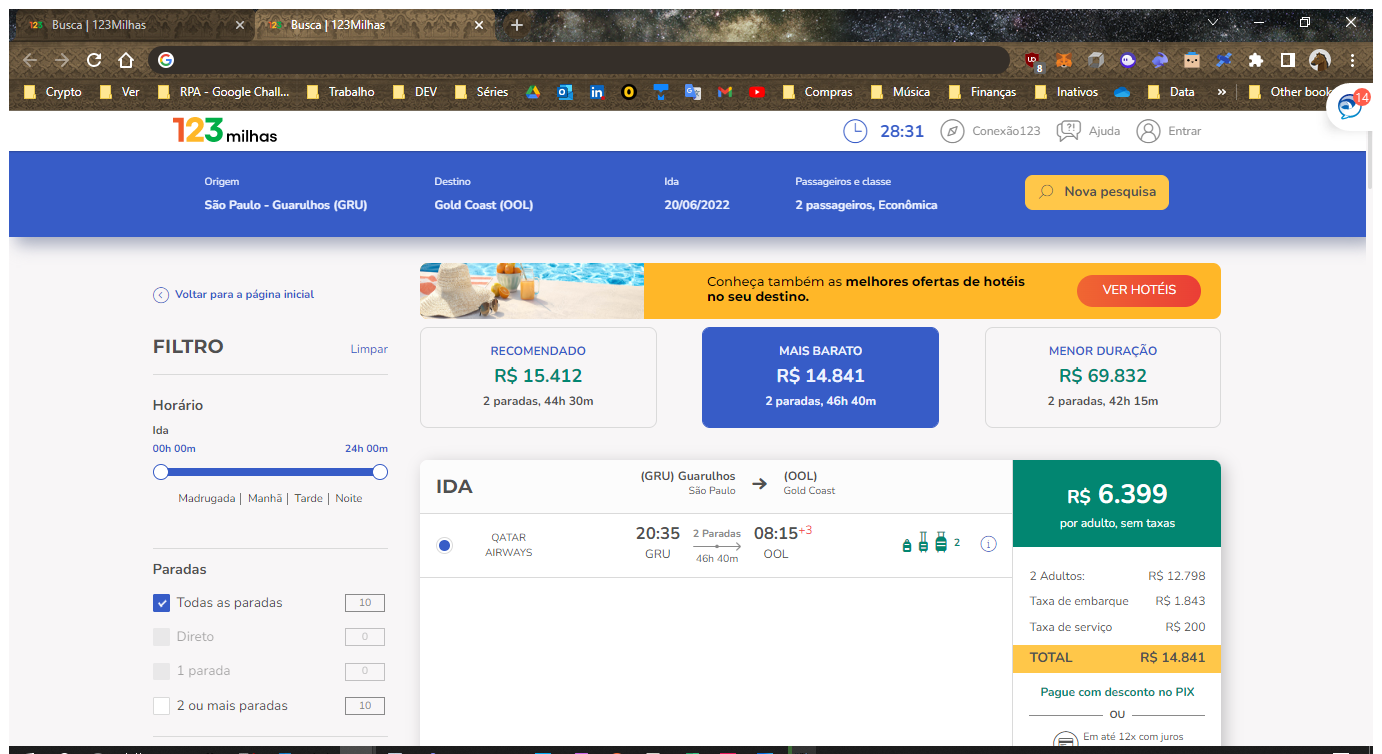 Busca | 123Milhas
Busca | 123Milhas
8
Crypto
Ver
RPA - Google Chall...
Trabalho
DEV
Séries
Compras
Música
Finanças
Inativos
Data
»
Other book
14
123 milhas
28:31
Conexão123
Ajuda
Entrar
Origem
São Paulo - Guarulhos (GRU)
Destino
Gold Coast (OOL)
Ida
20/06/2022
Passageiros e classe
2 passageiros, Econômica
Nova pesquisa
Voltar para a página inicial
Conheça também as melhores ofertas de hotéis
no seu destino.
VER HOTÉIS
FILTRO
Limpar
RECOMENDADO
R$ 15.412
2 paradas, 44h 30m
MAIS BARATO
R$ 14.841
2 paradas, 46h 40m
MENOR DURAÇÃO
R$ 69.832
2 paradas, 42h 15m
Horário
Ida
00h 00m
24h 00m
Madrugada | Manhã | Tarde | Noite
Paradas
Todas as paradas
10
Direto
0
1 parada
0
2 ou mais paradas
10
IDA
(GRU) Guarulhos
São Paulo
(OOL)
Gold Coast
QATAR
AIRWAYS
20:35
GRU
2 Paradas
46h 40m
08:15+3
OOL
2
R$ 6.399
por adulto, sem taxas
2 Adultos: R$ 12.798
Taxa de embarque R$ 1.843
Taxa de serviço R$ 200
TOTAL R$ 14.841
Pague com desconto no PIX
OU
Em até 12x com juros